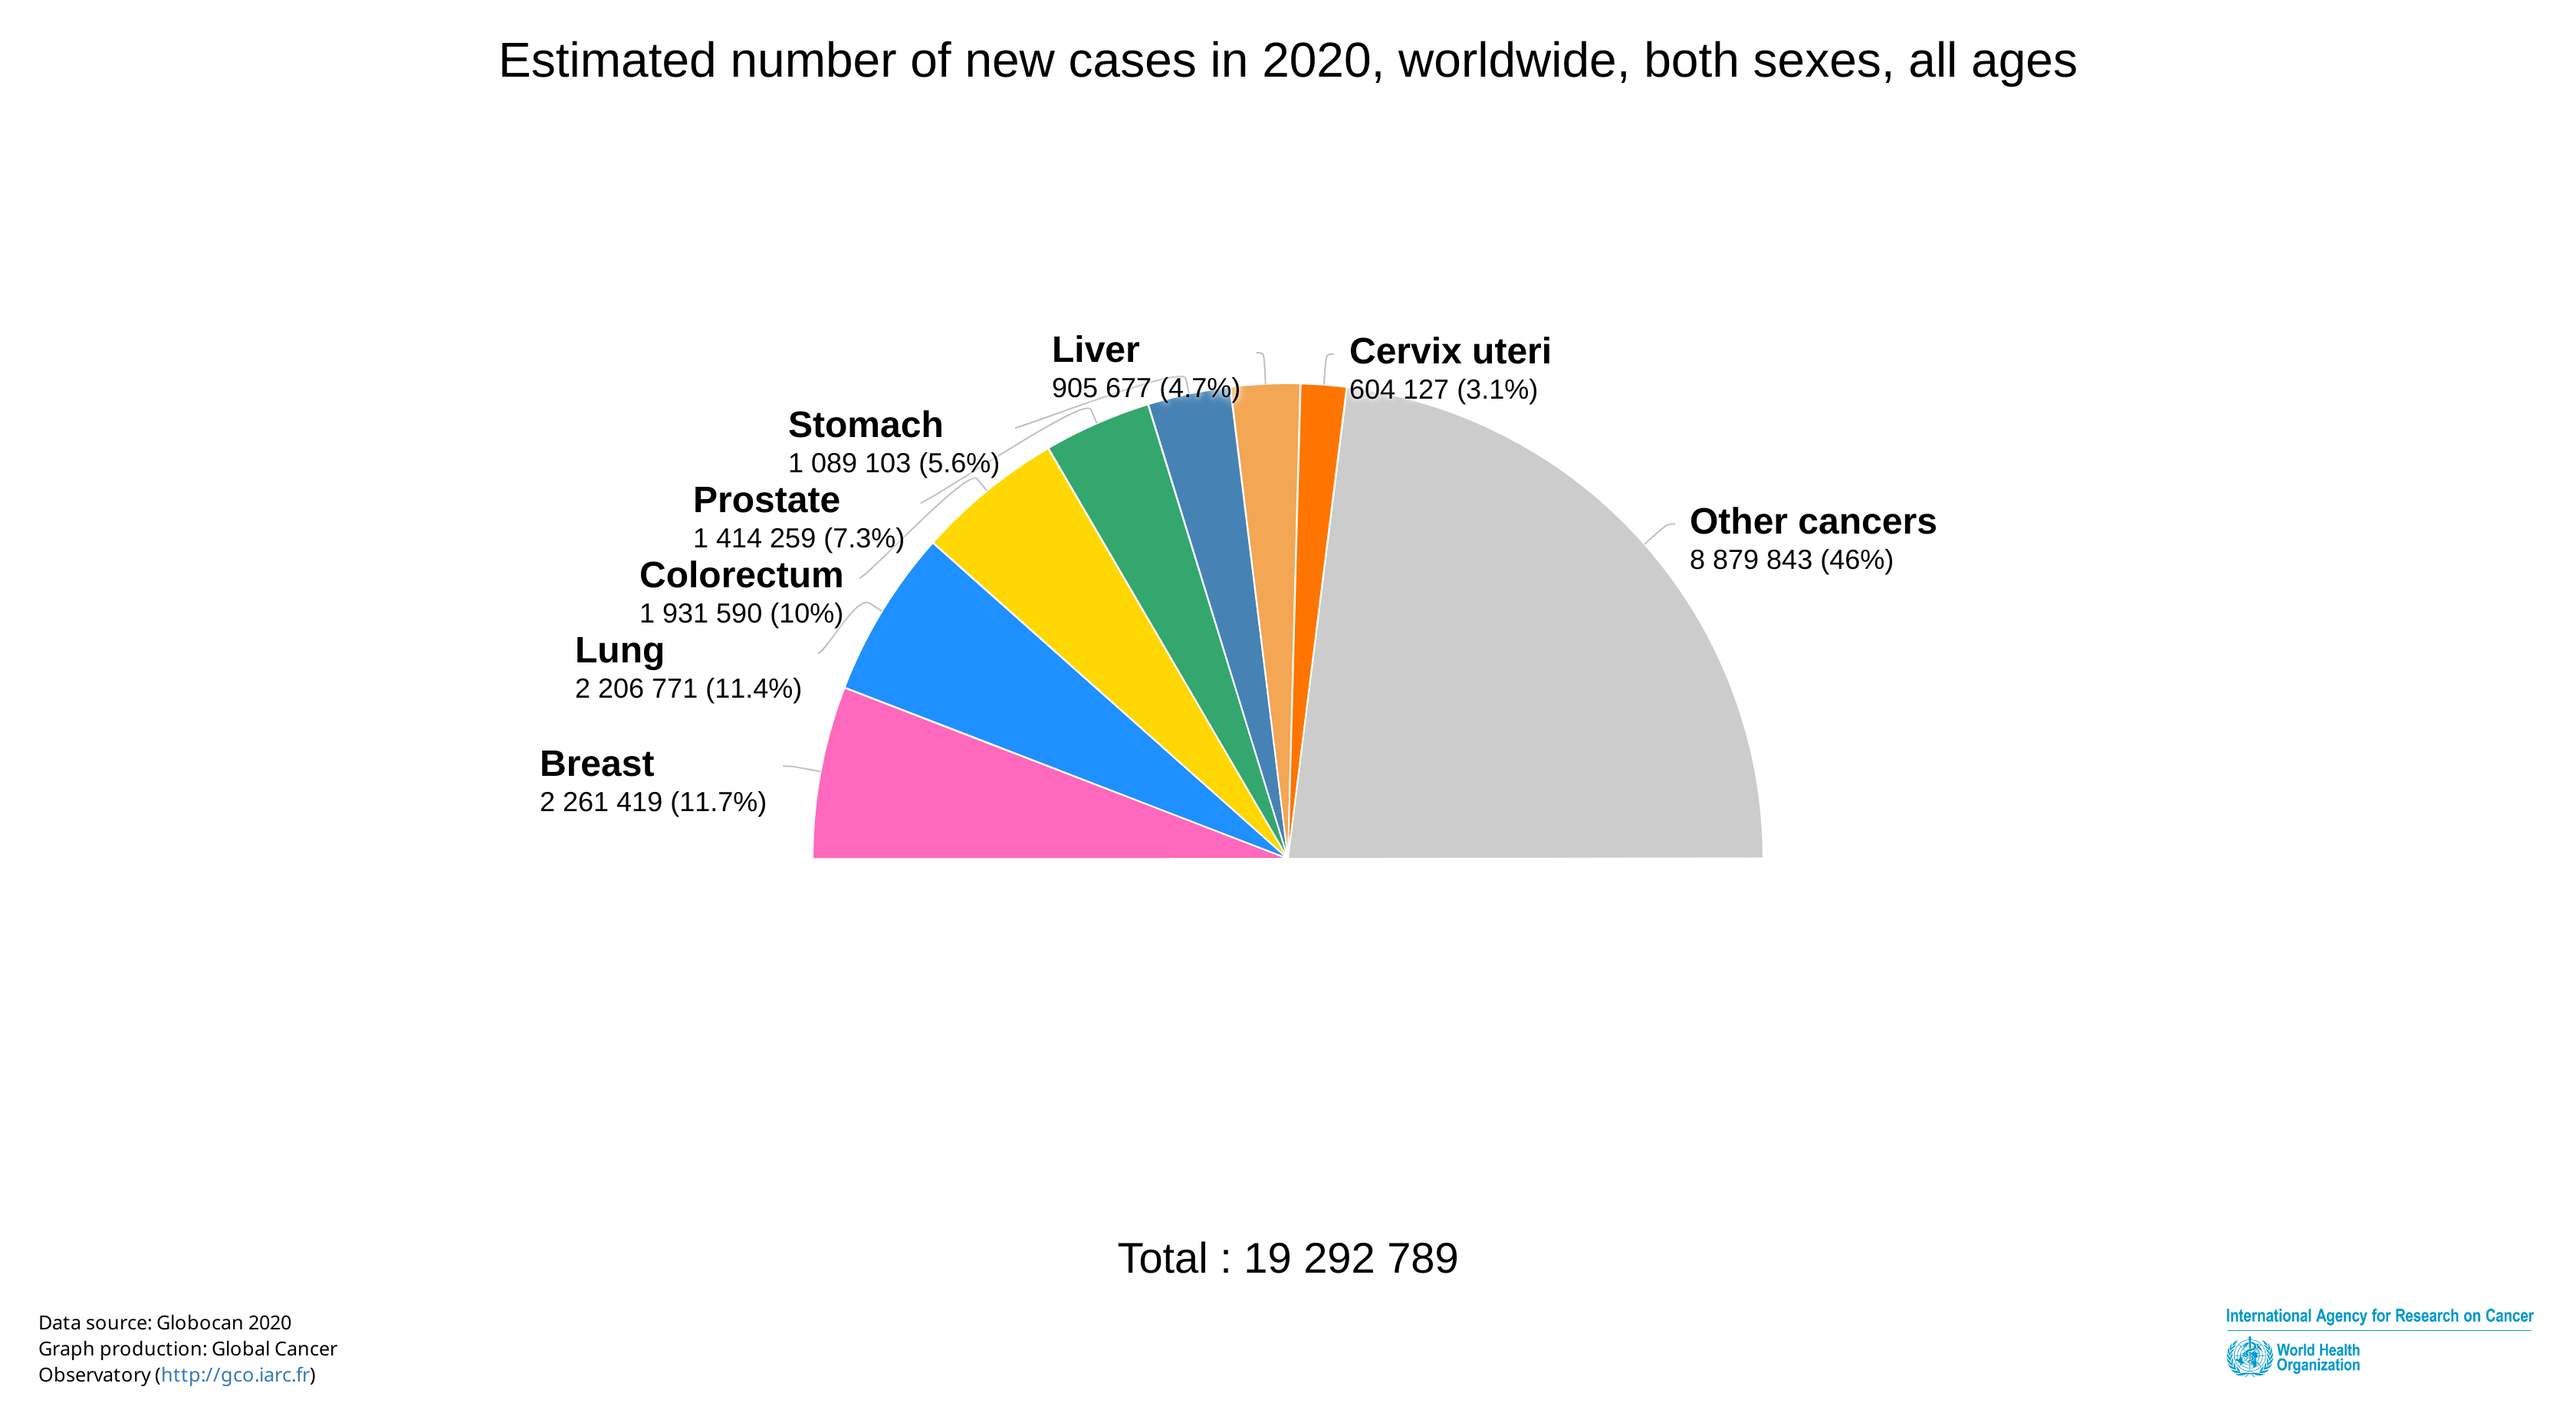 Estimated number of new cases in 2020, worldwide, both sexes, all ages
Liver
905 677 (4.7%)
Cervix uteri
604 127 (3.1%)
Stomach
1 089 103 (5.6%)
Prostate
1 414 259 (7.3%)
Other cancers
8 879 843 (46%)
Colorectum
1 931 590 (10%)
Lung
2 206 771 (11.4%)
Breast
2 261 419 (11.7%)
Total : 19 292 789
Data source: Globocan 2020
Graph production: Global Cancer
Observatory (http://gco.iarc.fr)
International Agency for Research on Cancer
World Health
Organization